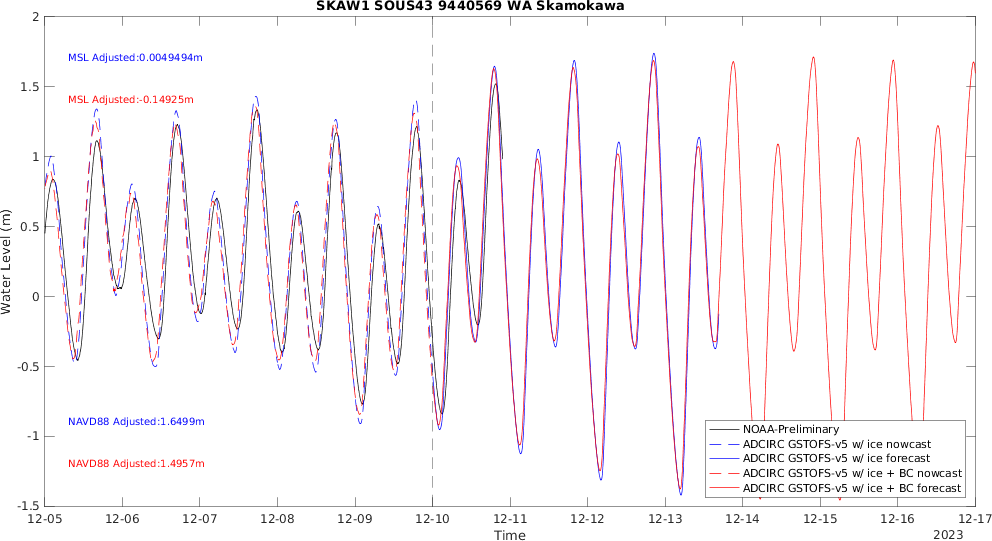 SKAW1 SOUS43 9440569 WA Skamokawa
2
1.5
1
0.5
0
-0.5
-1
-1.5
Water Level (m)
MSL Adjusted:0.0049494m
MSL Adjusted:-0.14925m
NAVD88 Adjusted:1.6499m
NAVD88 Adjusted:1.4957m
NOAA-Preliminary
ADCIRC GSTOFS-v5 w/ ice nowcast
ADCIRC GSTOFS-v5 w/ ice forecast
ADCIRC GSTOFS-v5 w/ ice + BC nowcast
ADCIRC GSTOFS-v5 w/ ice + BC forecast
12-05 12-06 12-07 12-08 12-09 12-10 12-11 12-12 12-13 12-14 12-15 12-16 12-17
Time
2023